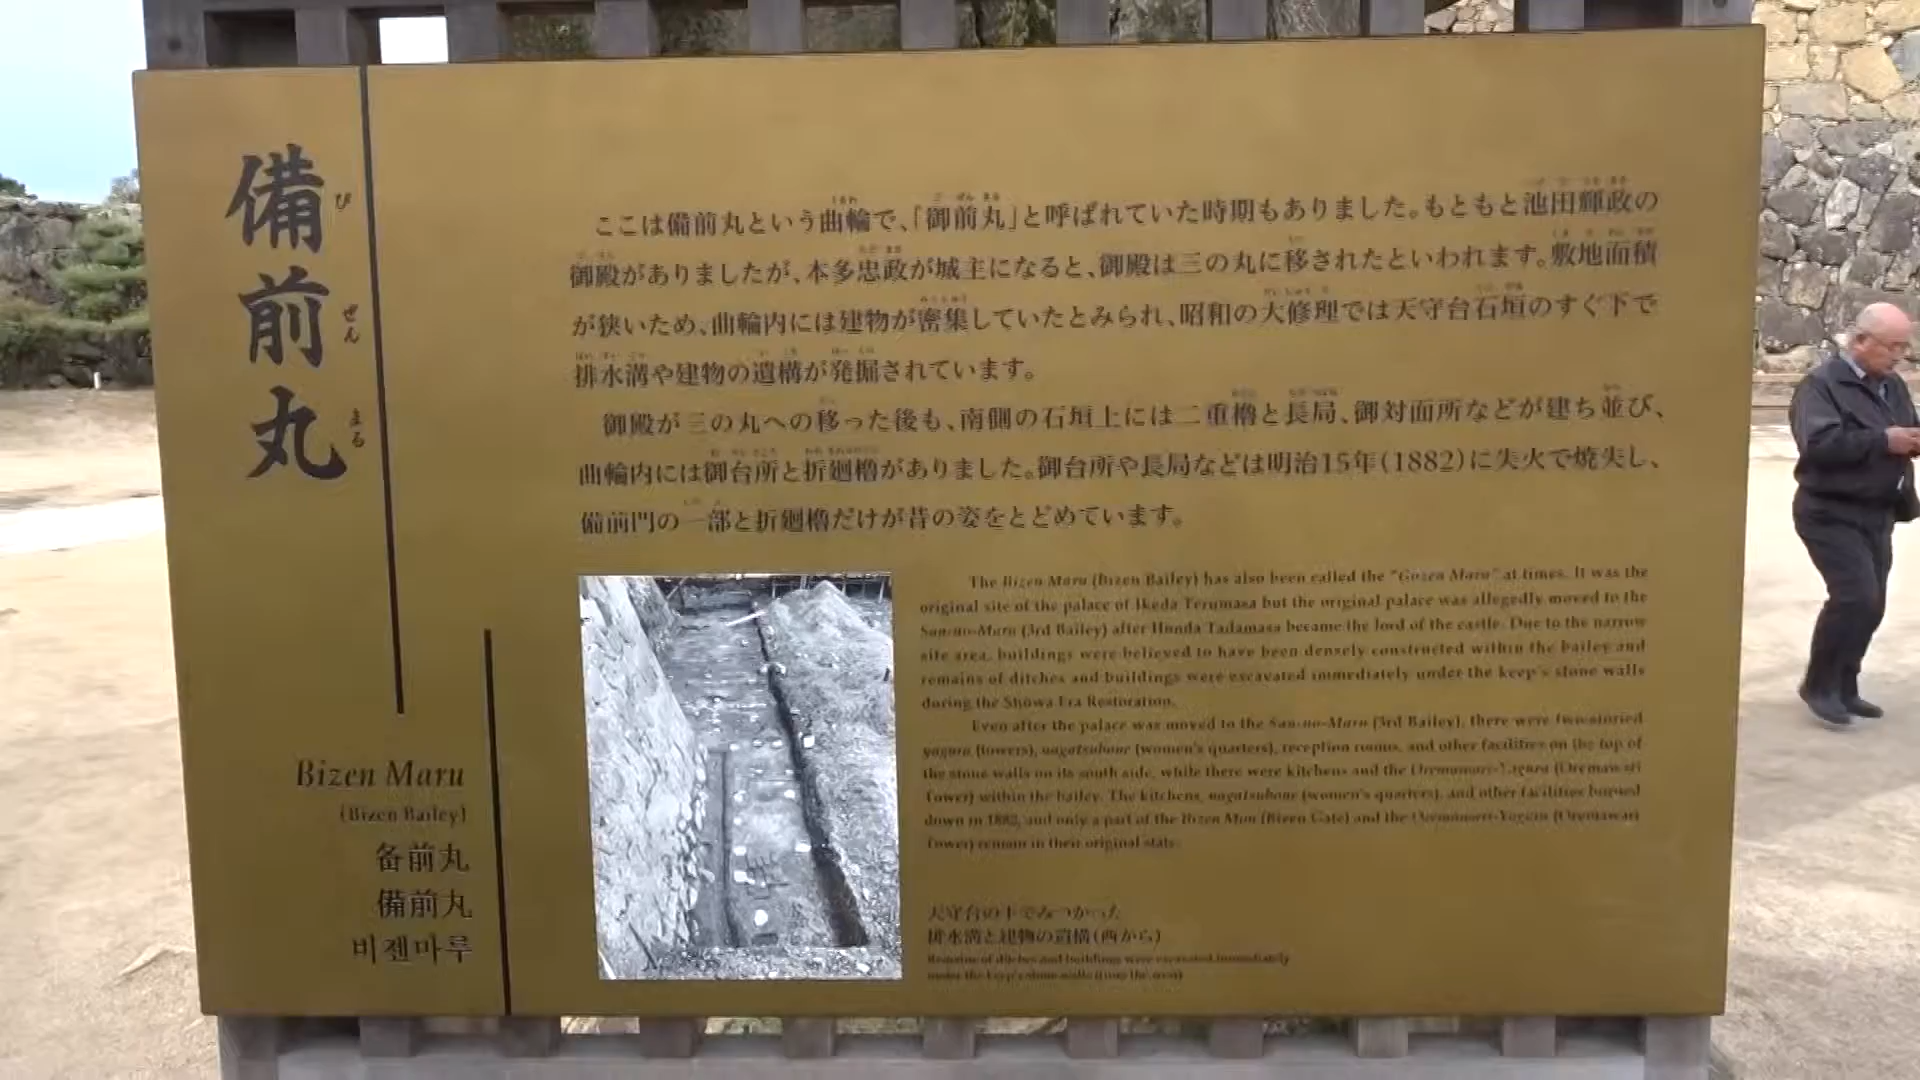 備前丸
び ぜん まる
ここは備前丸という曲輪で、「御前丸」と呼ばれていた時期もありました。もともと池田輝政の
御殿がありましたが、本多忠政が城主になると、御殿は三の丸に移されたといわれます。敷地面積
が狭いため、曲輪内には建物が密集していたとみられ、昭和の大修理では天守台石垣のすぐ下で
排水溝や建物の遺構が発掘されています。
御殿が三の丸への移った後も、南側の石垣上には二重櫓と長局、御対面所などが建ち並び、
曲輪内には御台所と折廻櫓がありました。御台所や長局などは明治15年(1882)に失火で焼失し、
備前門の一部と折廻櫓だけが昔の姿をとどめています。
Bizen Maru
(Bizen Bailey)
备前丸
備前丸
비젠마루
The Bizen Maru (Bizen Bailey) has also been called the "Gozen Maru" at times. It was the
original site of the palace of Ikeda Terumasa but the original palace was allegedly moved to the
San-no-Maru (3rd Bailey) after Honda Tadamasa became the lord of the castle. Due to the narrow
site area, buildings were believed to have been densely constructed within the bailey and
remains of ditches and buildings were excavated immediately under the keep's stone walls
during the Showa Era Restoration.
Even after the palace was moved to the San-no-Maru (3rd Bailey), there were two-storied
yagura (towers), nagatsubone (women's quarters), reception rooms, and other facilities on the top of
the stone walls on its south side, while there were kitchens and the Oremawari-Yagura (Oremawari
Tower) within the bailey. The kitchens, nagatsubone (women's quarters), and other facilities burned
down in 1882, and only a part of the Bizen Mon (Bizen Gate) and the Oremawari-Yagura (Oremawari
Tower) remain in their original state.
天守台の下でみつかった
排水溝と建物の遺構(西から)
Remains of ditches and buildings were excavated immediately
under the keep's stone walls (from the west)